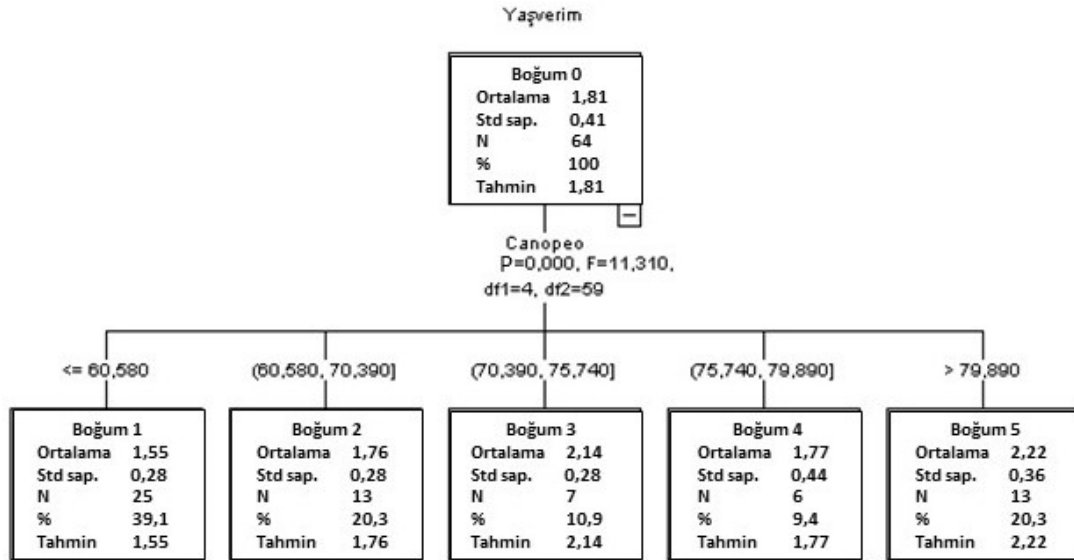 Yaşverim
Boğum 0
Ortalama 1,81
Std sap. 0,41
N 64
% 100
Tahmin 1,81
Canopeo
P=0,000, F=11,310,
df1=4, df2=59
<= 60,580
(60,580, 70,390]
(70,390, 75,740]
(75,740, 79,890]
> 79,890
Boğum 1
Ortalama 1,55
Std sap. 0,28
N 25
% 39,1
Tahmin 1,55
Boğum 2
Ortalama 1,76
Std sap. 0,28
N 13
% 20,3
Tahmin 1,76
Boğum 3
Ortalama 2,14
Std sap. 0,28
N 7
% 10,9
Tahmin 2,14
Boğum 4
Ortalama 1,77
Std sap. 0,44
N 6
% 9,4
Tahmin 1,77
Boğum 5
Ortalama 2,22
Std sap. 0,36
N 13
% 20,3
Tahmin 2,22